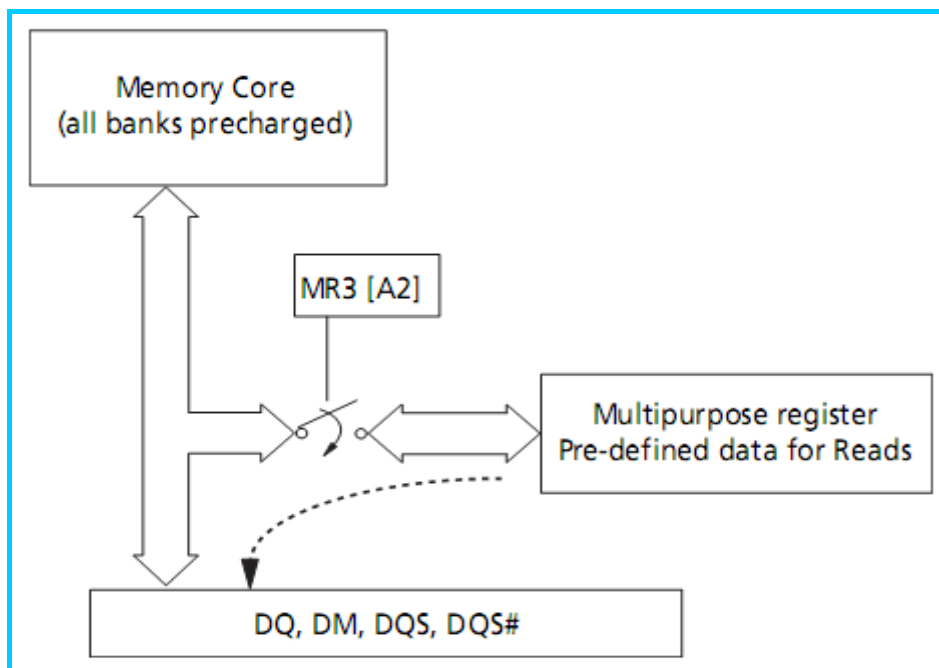 Memory Core
(all banks precharged)
MR3 [A2]
Multipurpose register
Pre-defined data for Reads
DQ, DM, DQS, DQS#